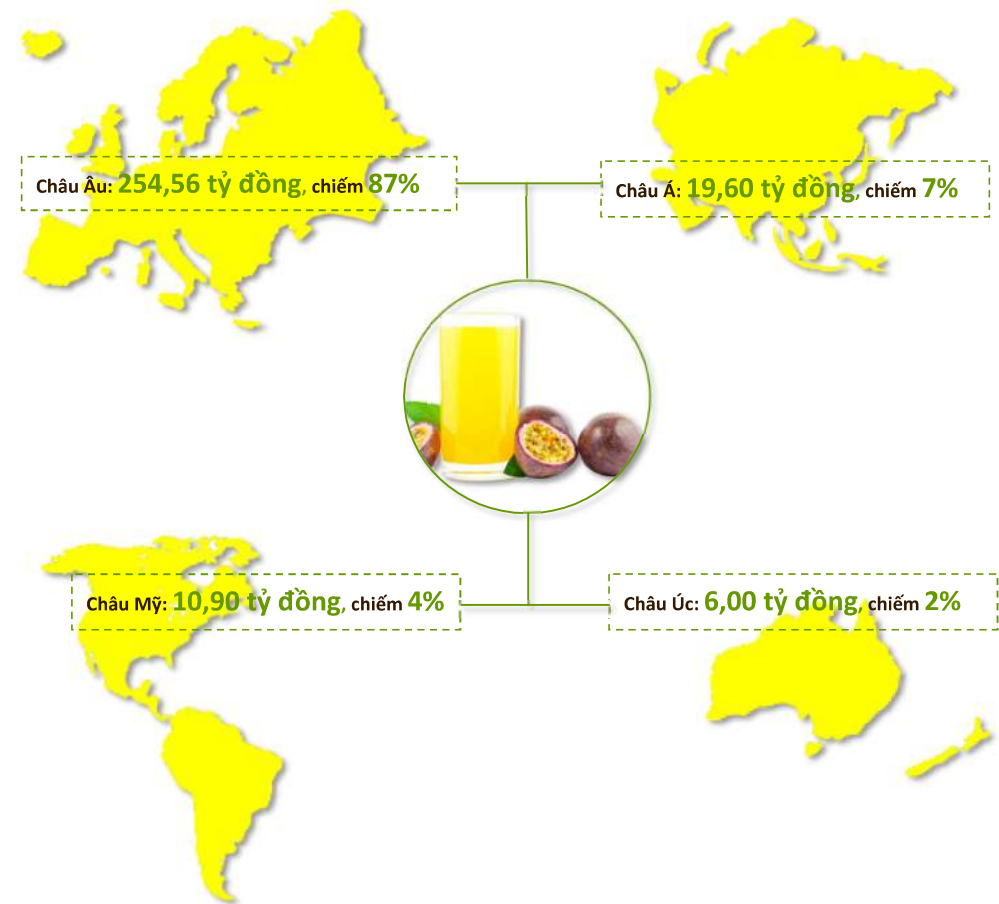 Châu Âu: 254,56 tỷ đồng, chiếm 87%
Châu Á: 19,60 tỷ đồng, chiếm 7%
Châu Mỹ: 10,90 tỷ đồng, chiếm 4%
Châu Úc: 6,00 tỷ đồng, chiếm 2%